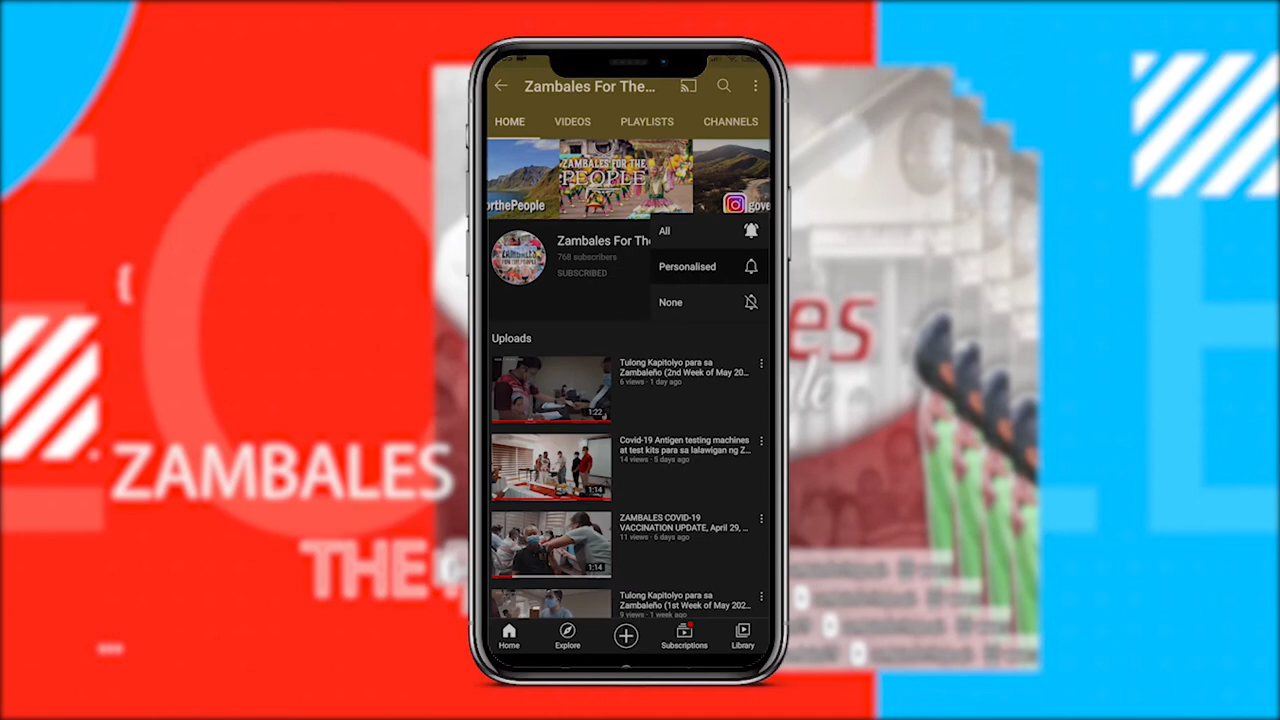 Zambales For The...
HOME VIDEOS PLAYLISTS CHANNELS
ZAMBALES FOR THE
PEOPLE
orthePeople
gove
Zambales For The
768 subscribers
SUBSCRIBED
All
Personalised
None
Uploads
Tulong Kapitolyo para sa
Zambaleño (2nd Week of May 20...
6 views · 1 day ago
1:22
Covid-19 Antigen testing machines
at test kits para sa lalawigan ng Z...
14 views · 5 days ago
1:14
ZAMBALES COVID-19
VACCINATION UPDATE, April 29, ...
11 views · 6 days ago
1:14
Tulong Kapitolyo para sa
Zambaleño (1st Week of May 202...
9 views · 1 week ago
Home Explore Subscriptions Library
ZAMBALES
THE
es